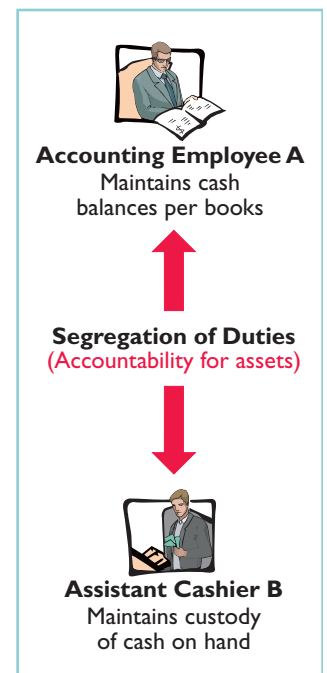 Accounting Employee A
Maintains cash
balances per books
Segregation of Duties
(Accountability for assets)
Assistant Cashier B
Maintains custody
of cash on hand